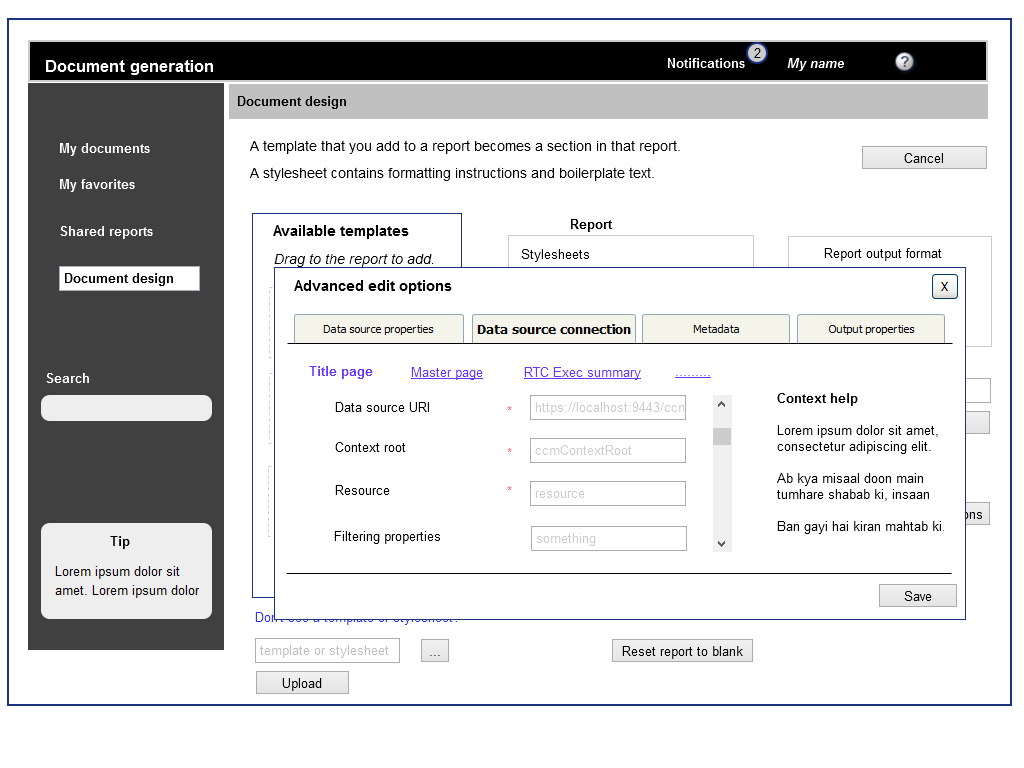 Document generation
Notifications
2
My name
?
Document design
My documents
My favorites
Shared reports
Document design
Search
Tip
Lorem ipsum dolor sit
amet. Lorem ipsum dolor
A template that you add to a report becomes a section in that report.
A stylesheet contains formatting instructions and boilerplate text.
Cancel
Available templates
Drag to the report to add.
Report
Stylesheets
Report output format
Advanced edit options
X
Data source properties
Data source connection
Metadata
Output properties
Title page
Master page
RTC Exec summary
.........
Data source URI
*
https://localhost:9443/ccn
Context root
*
ccmContextRoot
Resource
*
resource
Filtering properties
something
Context help
Lorem ipsum dolor sit amet,
consectetur adipiscing elit.
Ab kya misaal doon main
tumhare shabab ki, insaan
Ban gayi hai kiran mahtab ki.
Save
ons
Don't see a template or stylesheet?
template or stylesheet
...
Reset report to blank
Upload